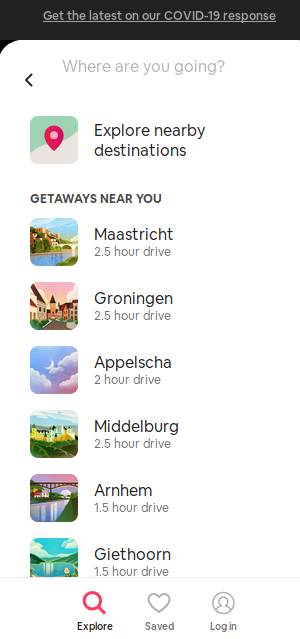 Get the latest on our COVID-19 response
Where are you going?
Explore nearby
destinations
GETAWAYS NEAR YOU
Maastricht
2.5 hour drive
Groningen
2.5 hour drive
Appelscha
2 hour drive
Middelburg
2.5 hour drive
Arnhem
1.5 hour drive
Giethoorn
1.5 hour drive
Explore
Saved
Log in